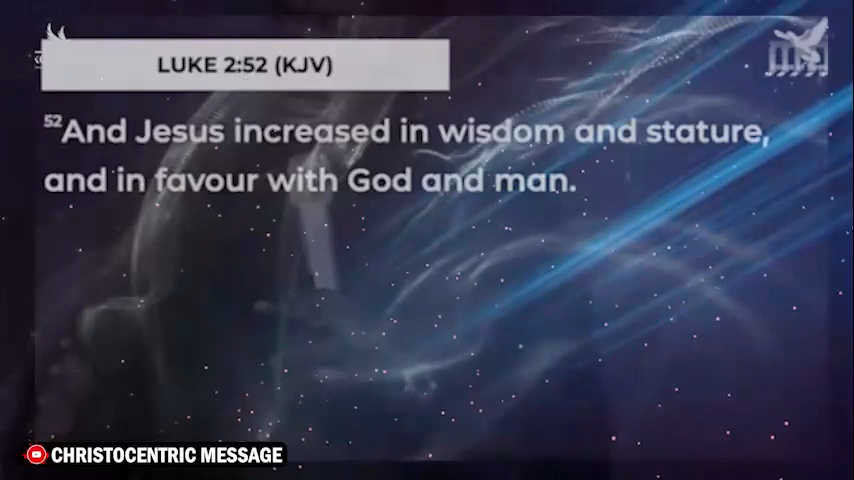 LUKE 2:52 (KJV)
52And Jesus increased in wisdom and stature,
and in favour with God and man.
CHRISTOCENTRIC MESSAGE